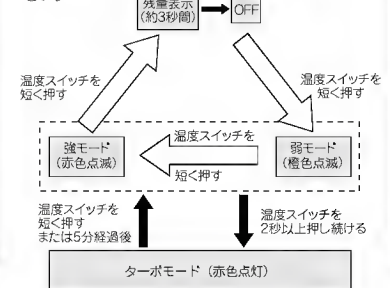 残量表示
(約3秒間)
OFF
温度スイッチを
短く押す
温度スイッチを
短く押す
強モード
(赤色点滅)
温度スイッチを
短く押す
弱モード
(橙色点滅)
温度スイッチを
短く押す
または5分経過後
温度スイッチを
2秒以上押し続ける
ターボモード (赤色点灯)